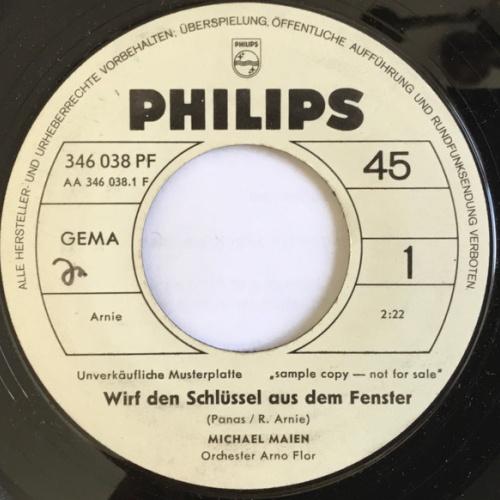 ALLE HERSTELLER- UND URHEBERRECHTE VORBEHALTEN; ÜBERSPIELUNG, ÖFFENTLICHE AUFFÜHRUNG UND RUNDFUNKSENDUNG VERBOTEN.
PHILIPS
PHILIPS
346 038 PF
45
AA 346 038.1 F
GEMA
1
Arnie
2:22
Unverkäufliche Musterplatte „sample copy — not for sale“
Wirf den Schlüssel aus dem Fenster
(Panas / R. Arnie)
MICHAEL MAIEN
Orchester Arno Flor